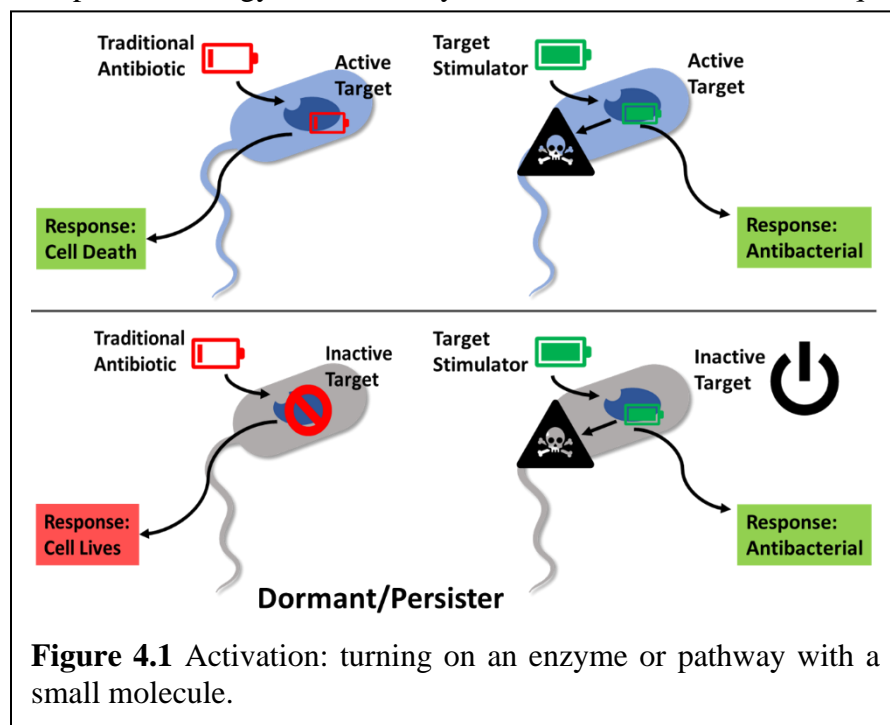 Traditional
Antibiotic
Active
Target
Response:
Cell Death
Target
Stimulator
Active
Target
Response:
Antibacterial
Traditional
Antibiotic
Inactive
Target
Response:
Cell Lives
Target
Stimulator
Inactive
Target
Response:
Antibacterial
Dormant/Persister
Figure 4.1 Activation: turning on an enzyme or pathway with a
small molecule.